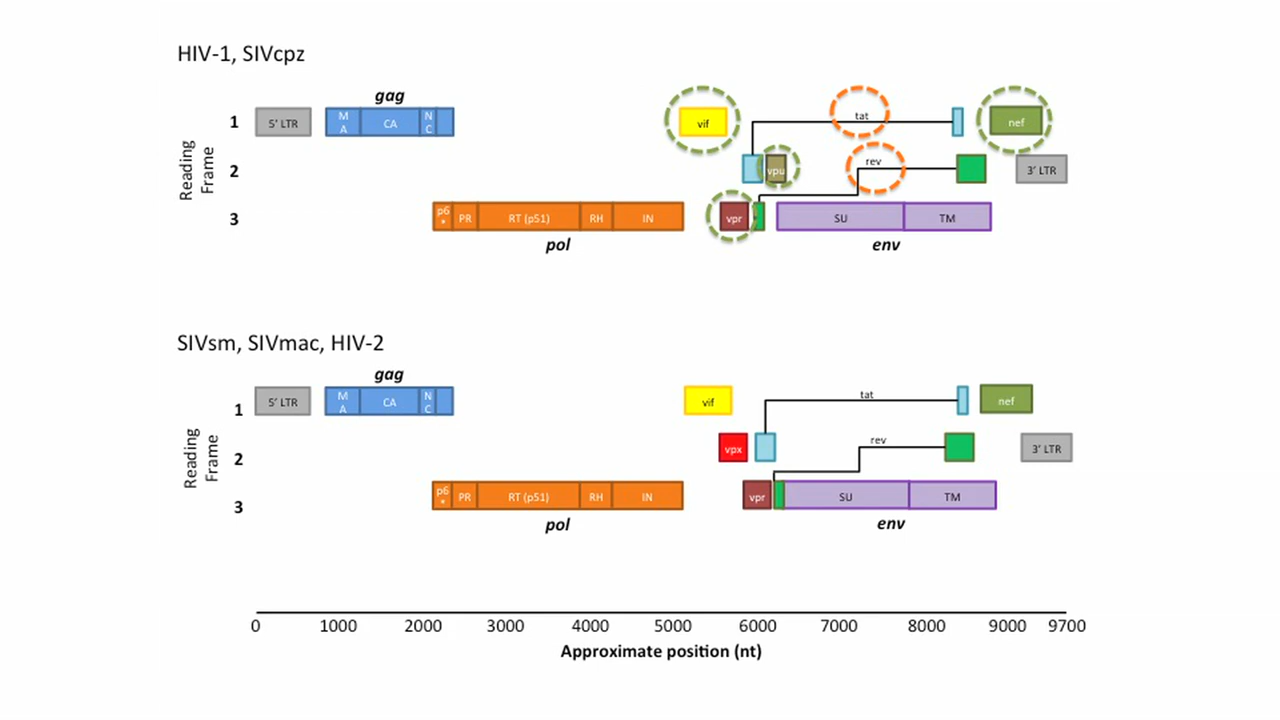 HIV-1, SIVcpz
gag
1
5' LTR
M
A
CA
N
C
vif
tat
nef
Reading
Frame
2
vpu
rev
3' LTR
3
p6
*
PR
RT (p51)
RH
IN
vpr
SU
TM
pol
env
SIVsm, SIVmac, HIV-2
gag
1
5' LTR
M
A
CA
N
C
vif
tat
nef
Reading
Frame
2
vpx
rev
3' LTR
3
p6
*
PR
RT (p51)
RH
IN
vpr
SU
TM
pol
env
0 1000 2000 3000 4000 5000 6000 7000 8000 9000 9700
Approximate position (nt)